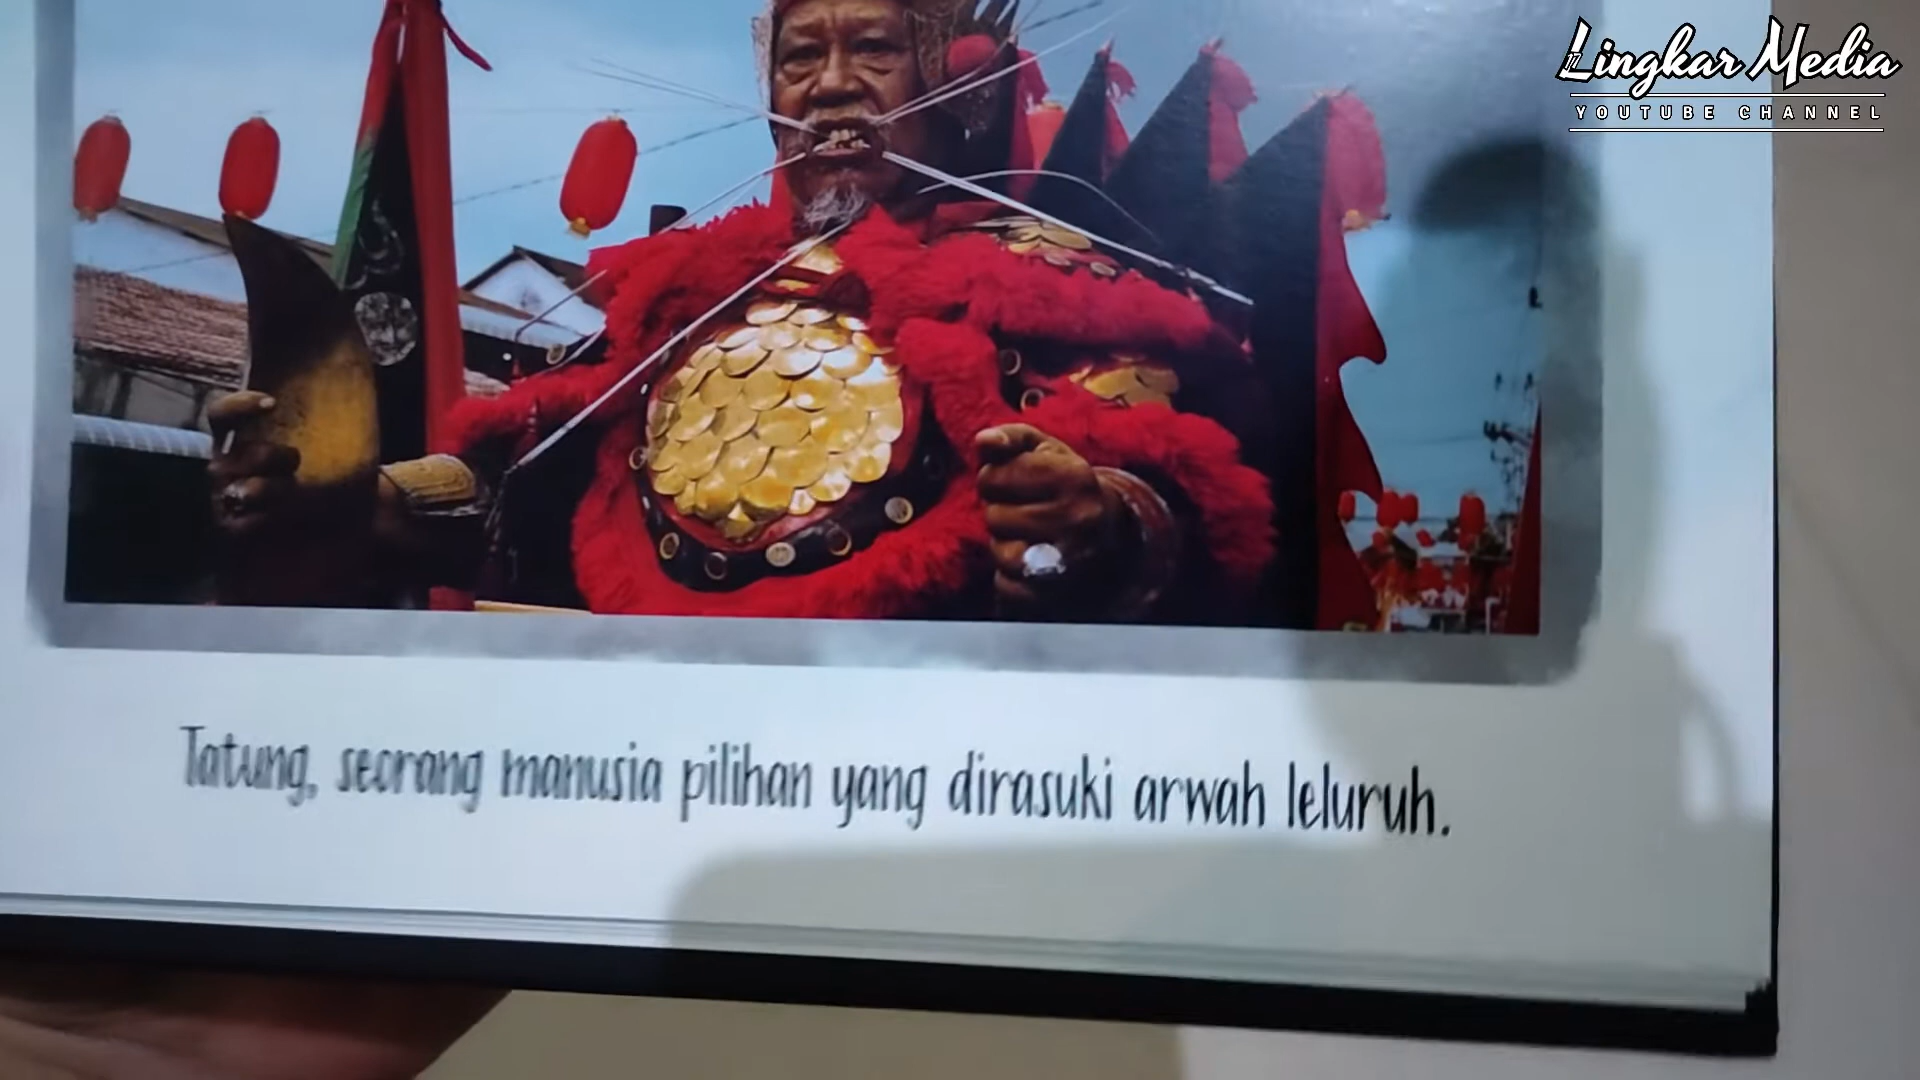 Lingkar Media
YOUTUBE CHANNEL
Tatung, seorang manusia pilihan yang dirasuki arwah leluruh.